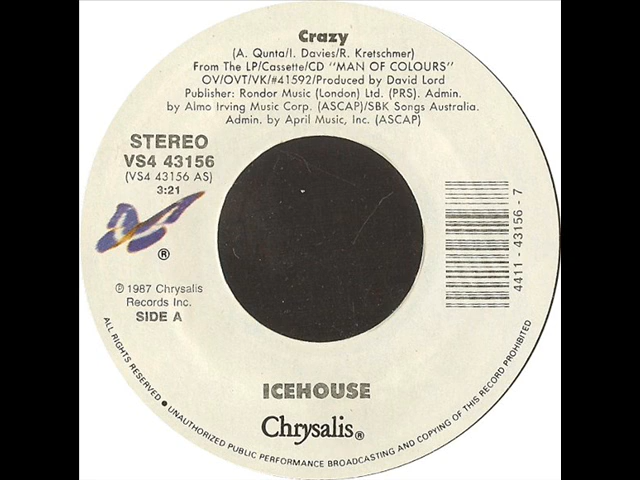 Crazy
(A. Qunta/I. Davies/R. Kretschmer)
From The LP/Cassette/CD "MAN OF COLOURS"
OV/OVT/VK/#41592/Produced by David Lord
Publisher: Rondor Music (London) Ltd. (PRS). Admin.
by Almo Irving Music Corp. (ASCAP)/SBK Songs Australia.
Admin. by April Music, Inc. (ASCAP)
STEREO
VS4 43156
(VS4 43156 AS)
3:21
®
℗ 1987 Chrysalis
Records Inc.
SIDE A
4411 - 43156 - 7
ICEHOUSE
Chrysalis®
ALL RIGHTS RESERVED ● UNAUTHORIZED PUBLIC PERFORMANCE BROADCASTING AND COPYING OF THIS RECORD PROHIBITED